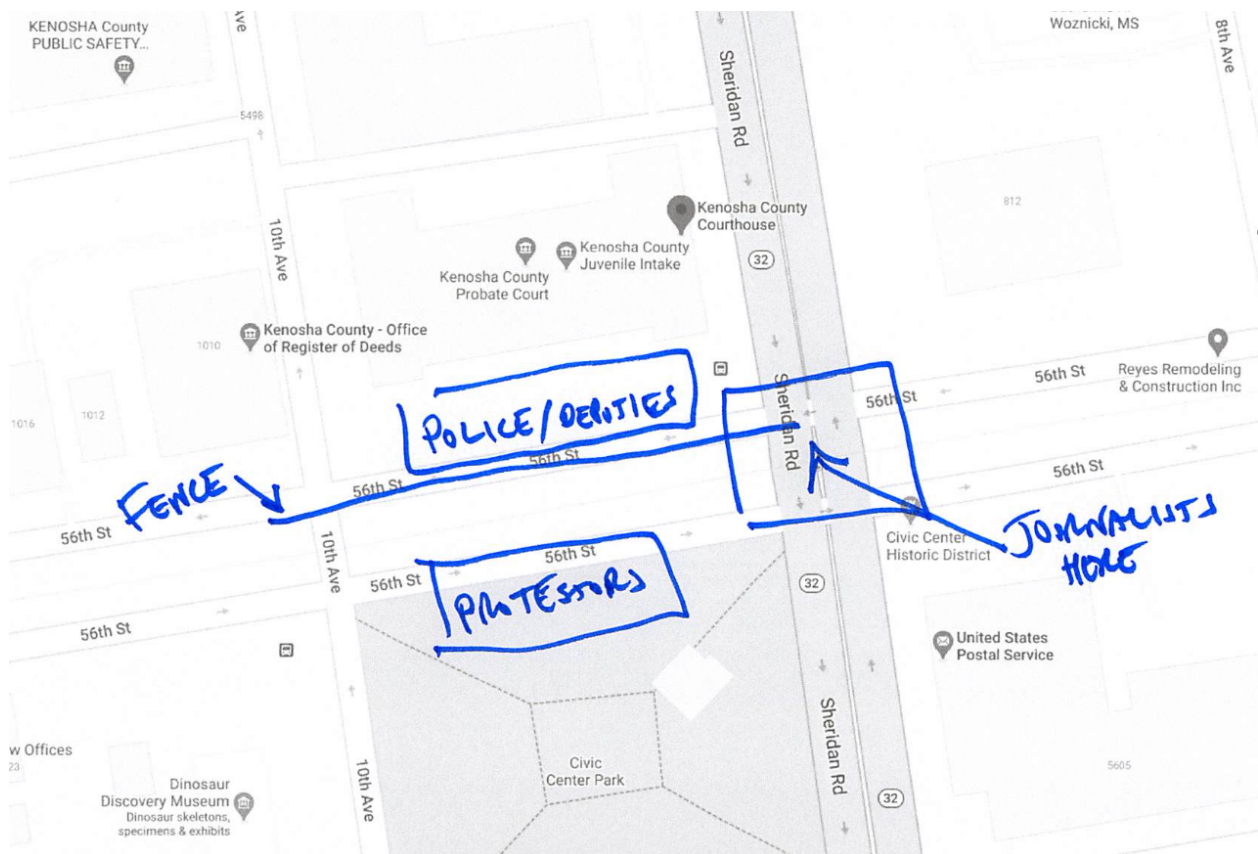 KENOSHA County
PUBLIC SAFETY...
Ave
Woznicki, MS
8th Ave
Sheridan Rd
5498
10th Ave
Kenosha County
Courthouse
812
Kenosha County
Juvenile Intake
32
Kenosha County
Probate Court
Kenosha County - Office
of Register of Deeds
1010
1012
1016
Reyes Remodeling
& Construction Inc
56th St
56th St
Sheridan Rd
POLICE/DEPUTIES
56th St
56th St
56th St
FENCE
56th St
10th Ave
56th St
56th St
PROTESTORS
56th St
Civic Center
Historic District
JOURNALISTS
HERE
32
United States
Postal Service
Sheridan Rd
w Offices
23
Dinosaur
Discovery Museum
Dinosaur skeletons,
specimens & exhibits
10th Ave
Civic
Center Park
5605
32